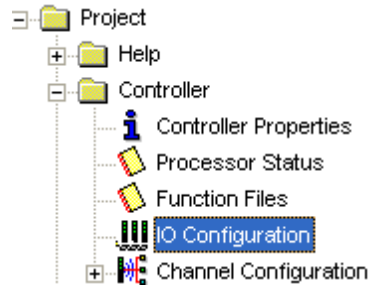 Project
Help
Controller
Controller Properties
Processor Status
Function Files
IO Configuration
Channel Configuration